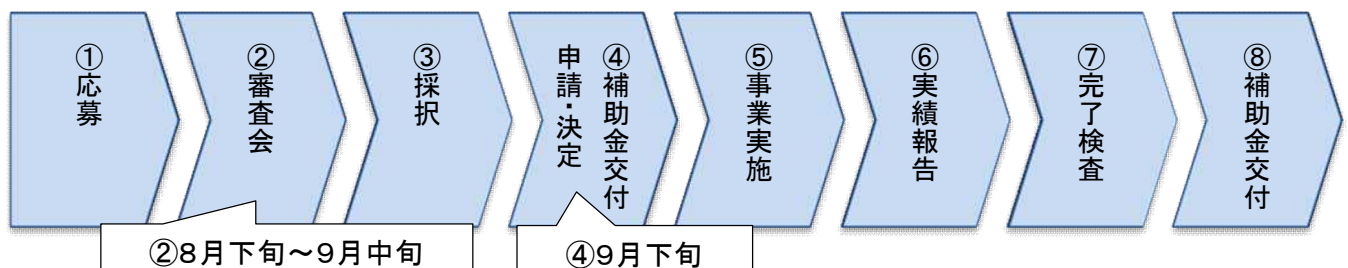 ①応募
②審査会
③採択
④補助金交付
申請・決定
⑤事業実施
⑥実績報告
⑦完了検査
⑧補助金交付
②8月下旬～9月中旬
④9月下旬